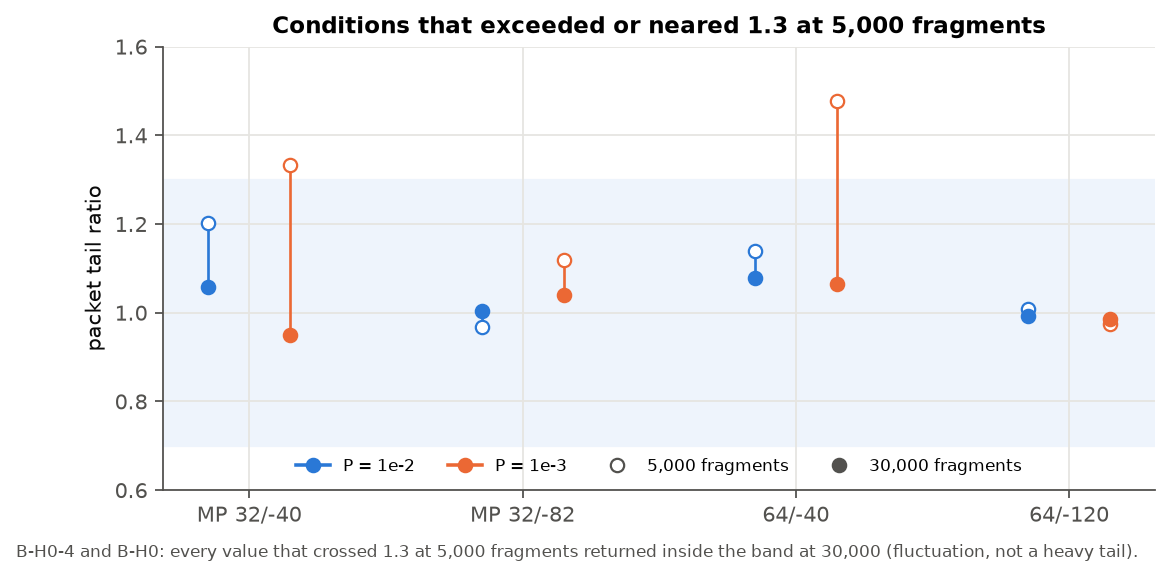 Conditions that exceeded or neared 1.3 at 5,000 fragments
packet tail ratio
1.6
1.4
1.2
1.0
0.8
0.6
P = 1e-2
P = 1e-3
5,000 fragments
30,000 fragments
MP 32/-40
MP 32/-82
64/-40
64/-120
B-H0-4 and B-H0: every value that crossed 1.3 at 5,000 fragments returned inside the band at 30,000 (fluctuation, not a heavy tail).